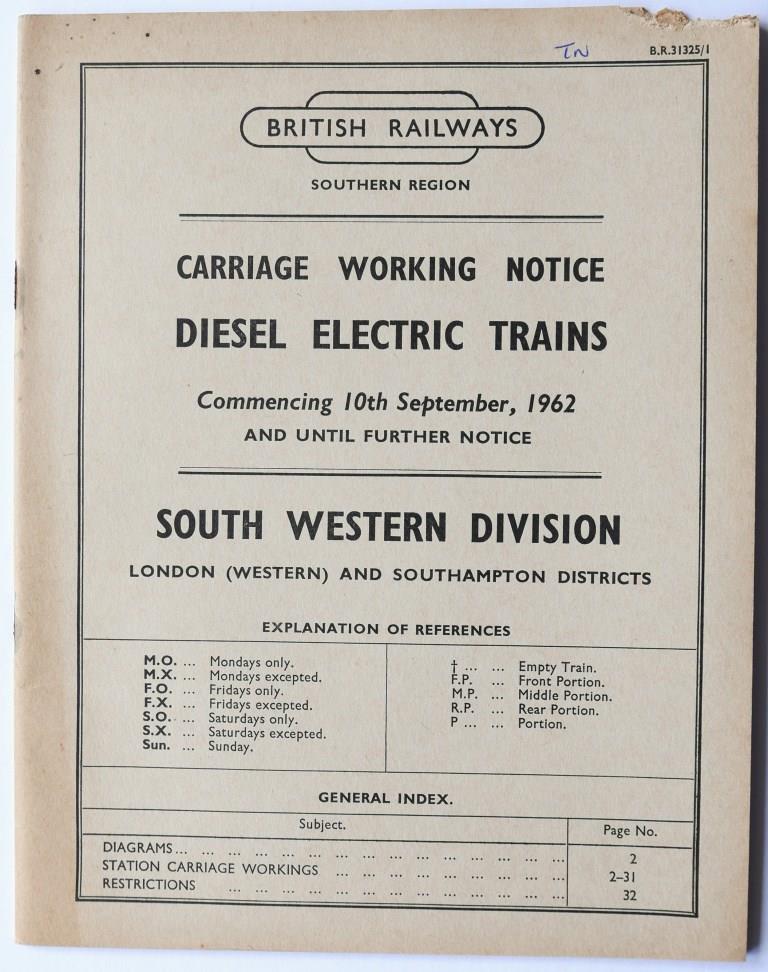 TN
B.R.31325/1
BRITISH RAILWAYS
SOUTHERN REGION
CARRIAGE WORKING NOTICE
DIESEL ELECTRIC TRAINS
Commencing 10th September, 1962
AND UNTIL FURTHER NOTICE
SOUTH WESTERN DIVISION
LONDON (WESTERN) AND SOUTHAMPTON DISTRICTS
EXPLANATION OF REFERENCES
M.O. ... Mondays only.
M.X. ... Mondays excepted.
F.O. ... Fridays only.
F.X. ... Fridays excepted.
S.O. ... Saturdays only.
S.X. ... Saturdays excepted.
Sun. ... Sunday.
† ... ... Empty Train.
F.P. ... Front Portion.
M.P. ... Middle Portion.
R.P. ... Rear Portion.
P ... ... Portion.
GENERAL INDEX.
Subject. Page No.
DIAGRAMS ... ... ... ... ... ... ... ... ... ... ... ... ... ... ... 2
STATION CARRIAGE WORKINGS ... ... ... ... ... ... ... ... ... 2–31
RESTRICTIONS ... ... ... ... ... ... ... ... ... ... ... ... ... 32